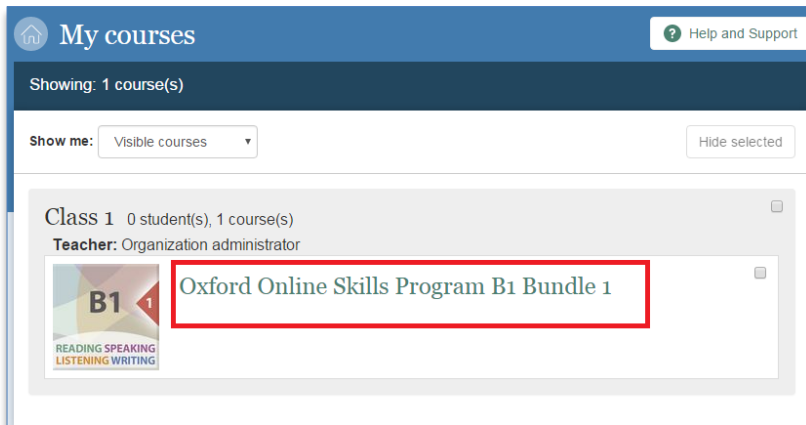 My courses
Help and Support
Showing: 1 course(s)
Show me: Visible courses
Hide selected
Class 1 0 student(s), 1 course(s)
Teacher: Organization administrator
Oxford Online Skills Program B1 Bundle 1
B1 1
READING SPEAKING
LISTENING WRITING